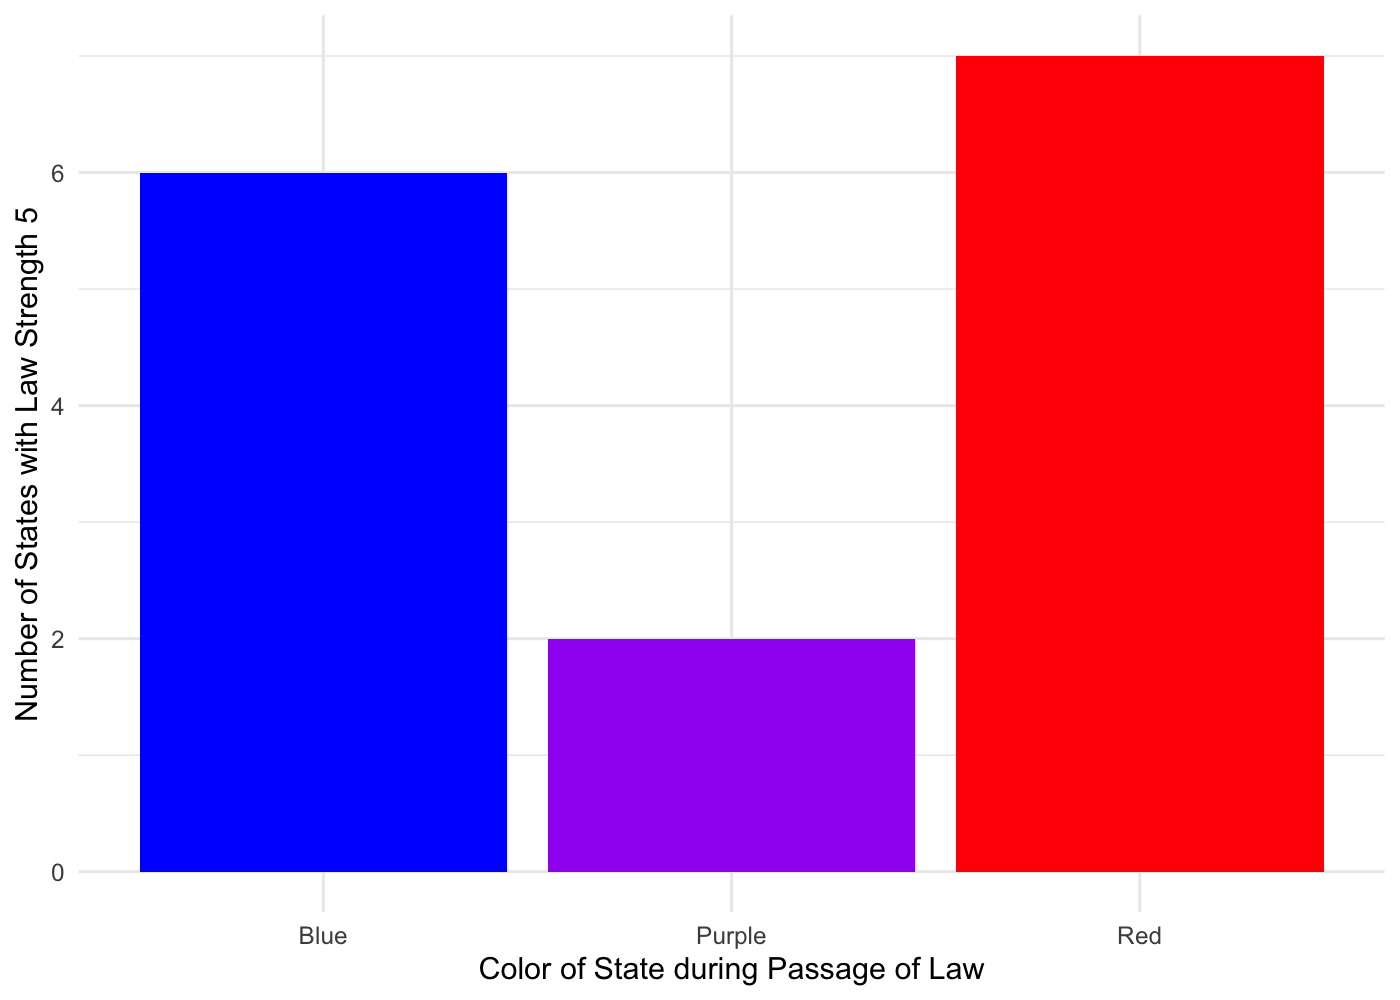 Number of States with Law Strength 5
6
4
2
0
Blue
Purple
Red
Color of State during Passage of Law